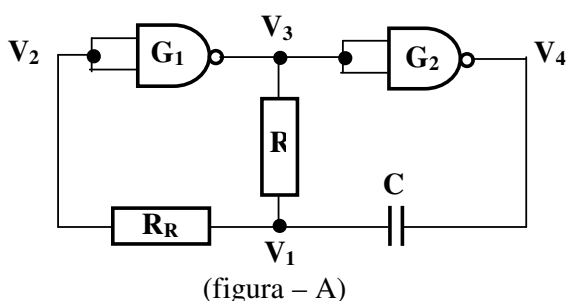 V₃
V₂ G₁ G₂ V₄
R
C
R_R
V₁
(figura – A)